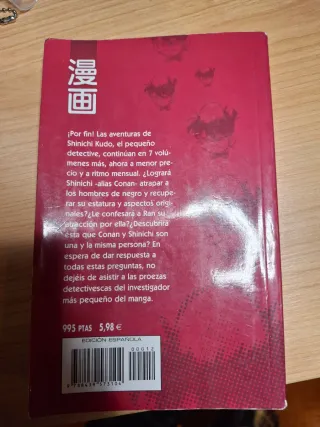 漫画
¡Por fin! Las aventuras de
Shinichi Kudo, el pequeño
detective, continúan en 7 volú-
menes más, ahora a menor pre-
cio y a ritmo mensual. ¿Logrará
Shinichi -alias Conan- atrapar a
los hombres de negro y recupe-
rar su estatura y aspectos origi-
nales?¿Le confesará a Ran su
atracción por ella?¿Descubrirá
ésta que Conan y Shinichi son
una y la misma persona? En
espera de dar respuesta a
todas estas preguntas, no
dejéis de asistir a las proezas
detectivescas del investigador
más pequeño del manga.
995 PTAS 5,98 €
EDICIÓN ESPAÑOLA
00012